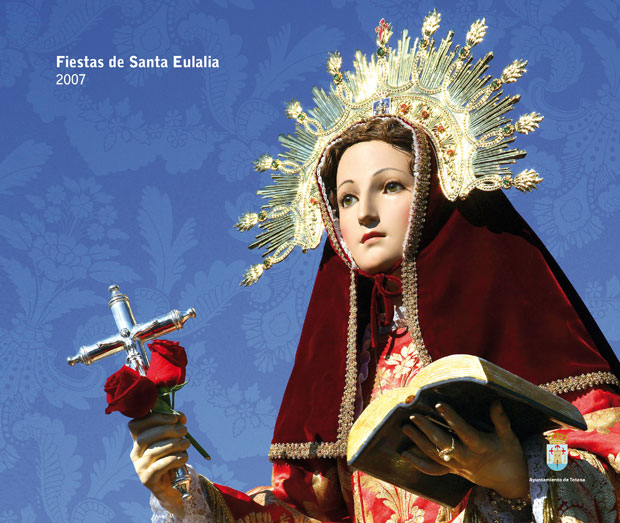 Fiestas de Santa Eulalia
2007
Ayuntamiento de Totana